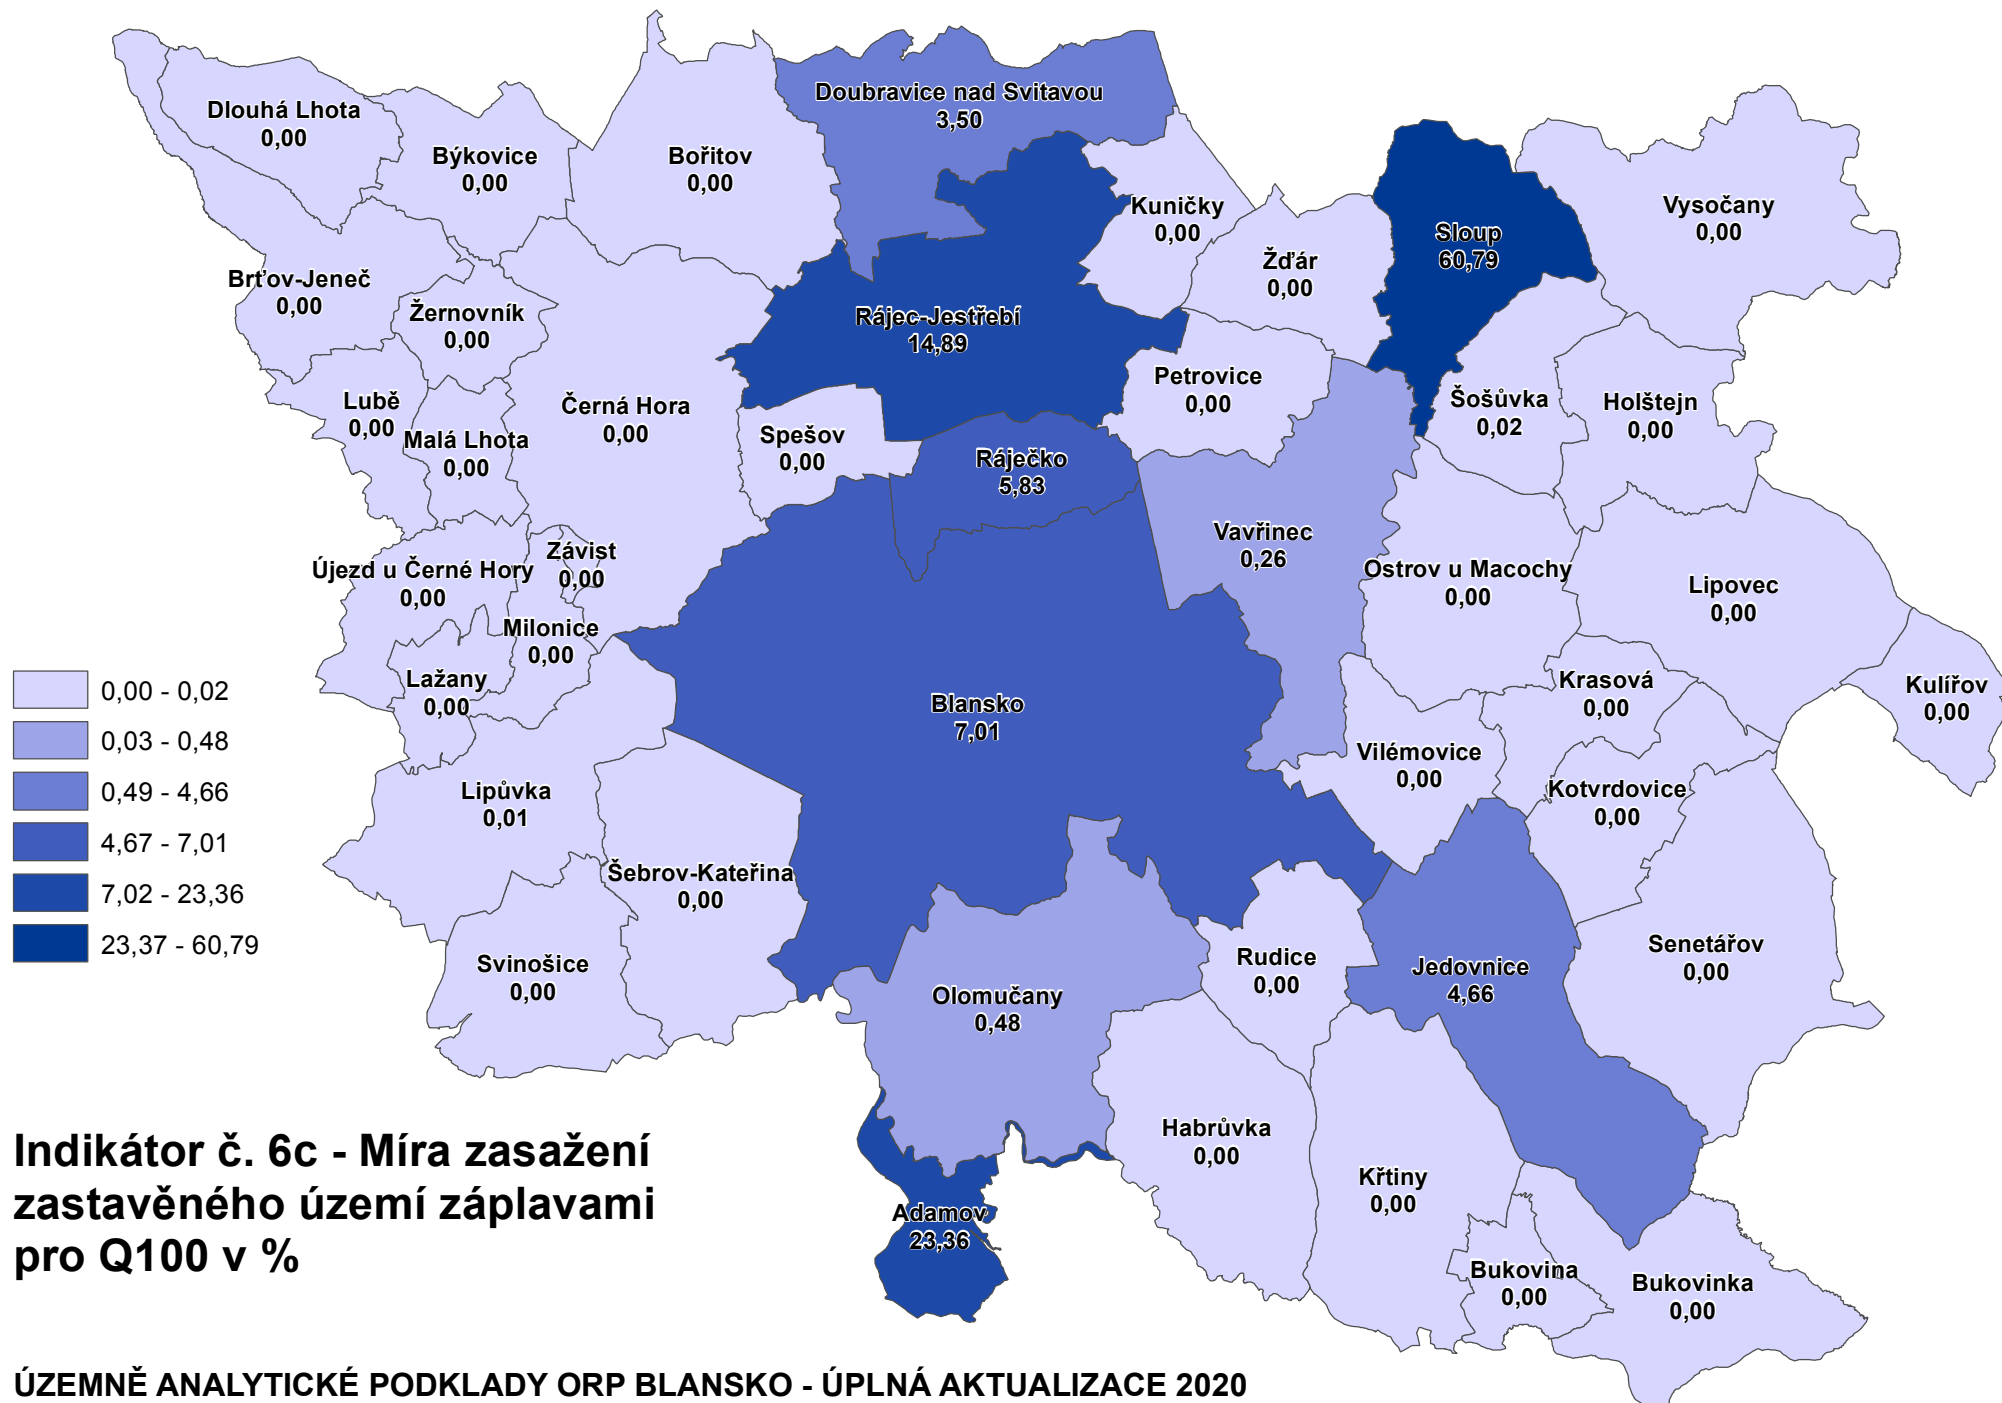 Dlouhá Lhota
0,00
Býkovice
0,00
Bořitov
0,00
Doubravice nad Svitavou
3,50
Kuničky
0,00
Žďár
0,00
Sloup
60,79
Vysočany
0,00
Brťov-Jeneč
0,00
Žernovník
0,00
Rájec-Jestřebí
14,89
Petrovice
0,00
Lubě
0,00
Malá Lhota
0,00
Černá Hora
0,00
Spešov
0,00
Ráječko
5,83
Šošůvka
0,02
Holštejn
0,00
Vavřinec
0,26
Ostrov u Macochy
0,00
Lipovec
0,00
Újezd u Černé Hory
0,00
Závist
0,00
Milonice
0,00
Lažany
0,00
Blansko
7,01
Krasová
0,00
Kulířov
0,00
Vilémovice
0,00
Kotvrdovice
0,00
Lipůvka
0,01
Šebrov-Kateřina
0,00
Svinošice
0,00
Olomučany
0,48
Rudice
0,00
Jedovnice
4,66
Senetářov
0,00
Habrůvka
0,00
Křtiny
0,00
Adamov
23,36
Bukovina
0,00
Bukovinka
0,00
0,00 - 0,02
0,03 - 0,48
0,49 - 4,66
4,67 - 7,01
7,02 - 23,36
23,37 - 60,79
Indikátor č. 6c - Míra zasažení
zastavěného území záplavami
pro Q100 v %
ÚZEMNĚ ANALYTICKÉ PODKLADY ORP BLANSKO - ÚPLNÁ AKTUALIZACE 2020